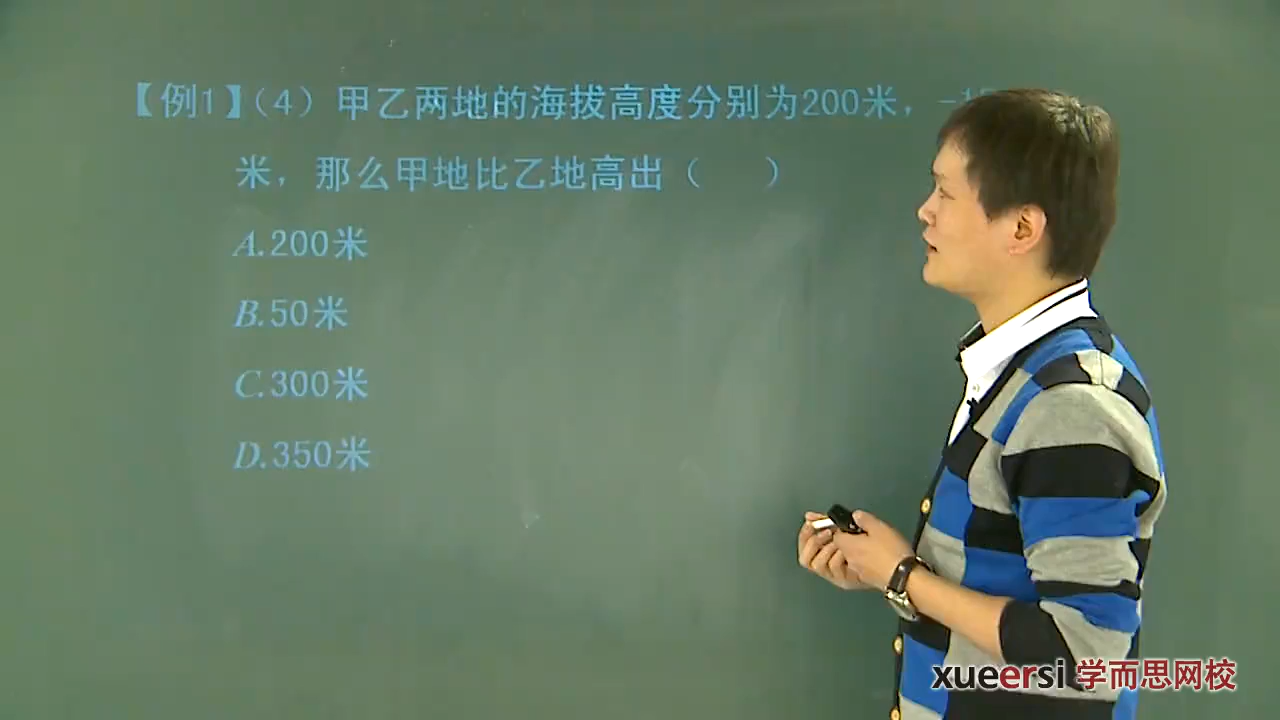 【例1】(4) 甲乙两地的海拔高度分别为200米，-15
米，那么甲地比乙地高出（ ）
A.200米
B.50米
C.300米
D.350米
xueersi 学而思网校